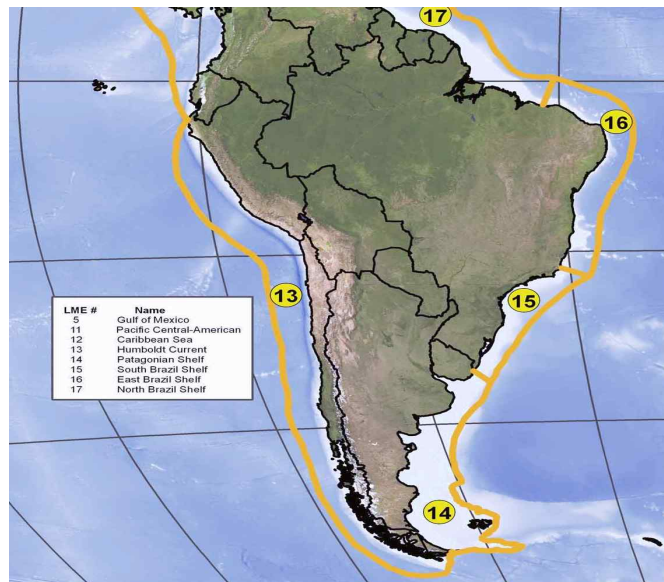 17
16
13
15
LME # Name
5 Gulf of Mexico
11 Pacific Central-American
12 Caribbean Sea
13 Humboldt Current
14 Patagonian Shelf
15 South Brazil Shelf
16 East Brazil Shelf
17 North Brazil Shelf
14